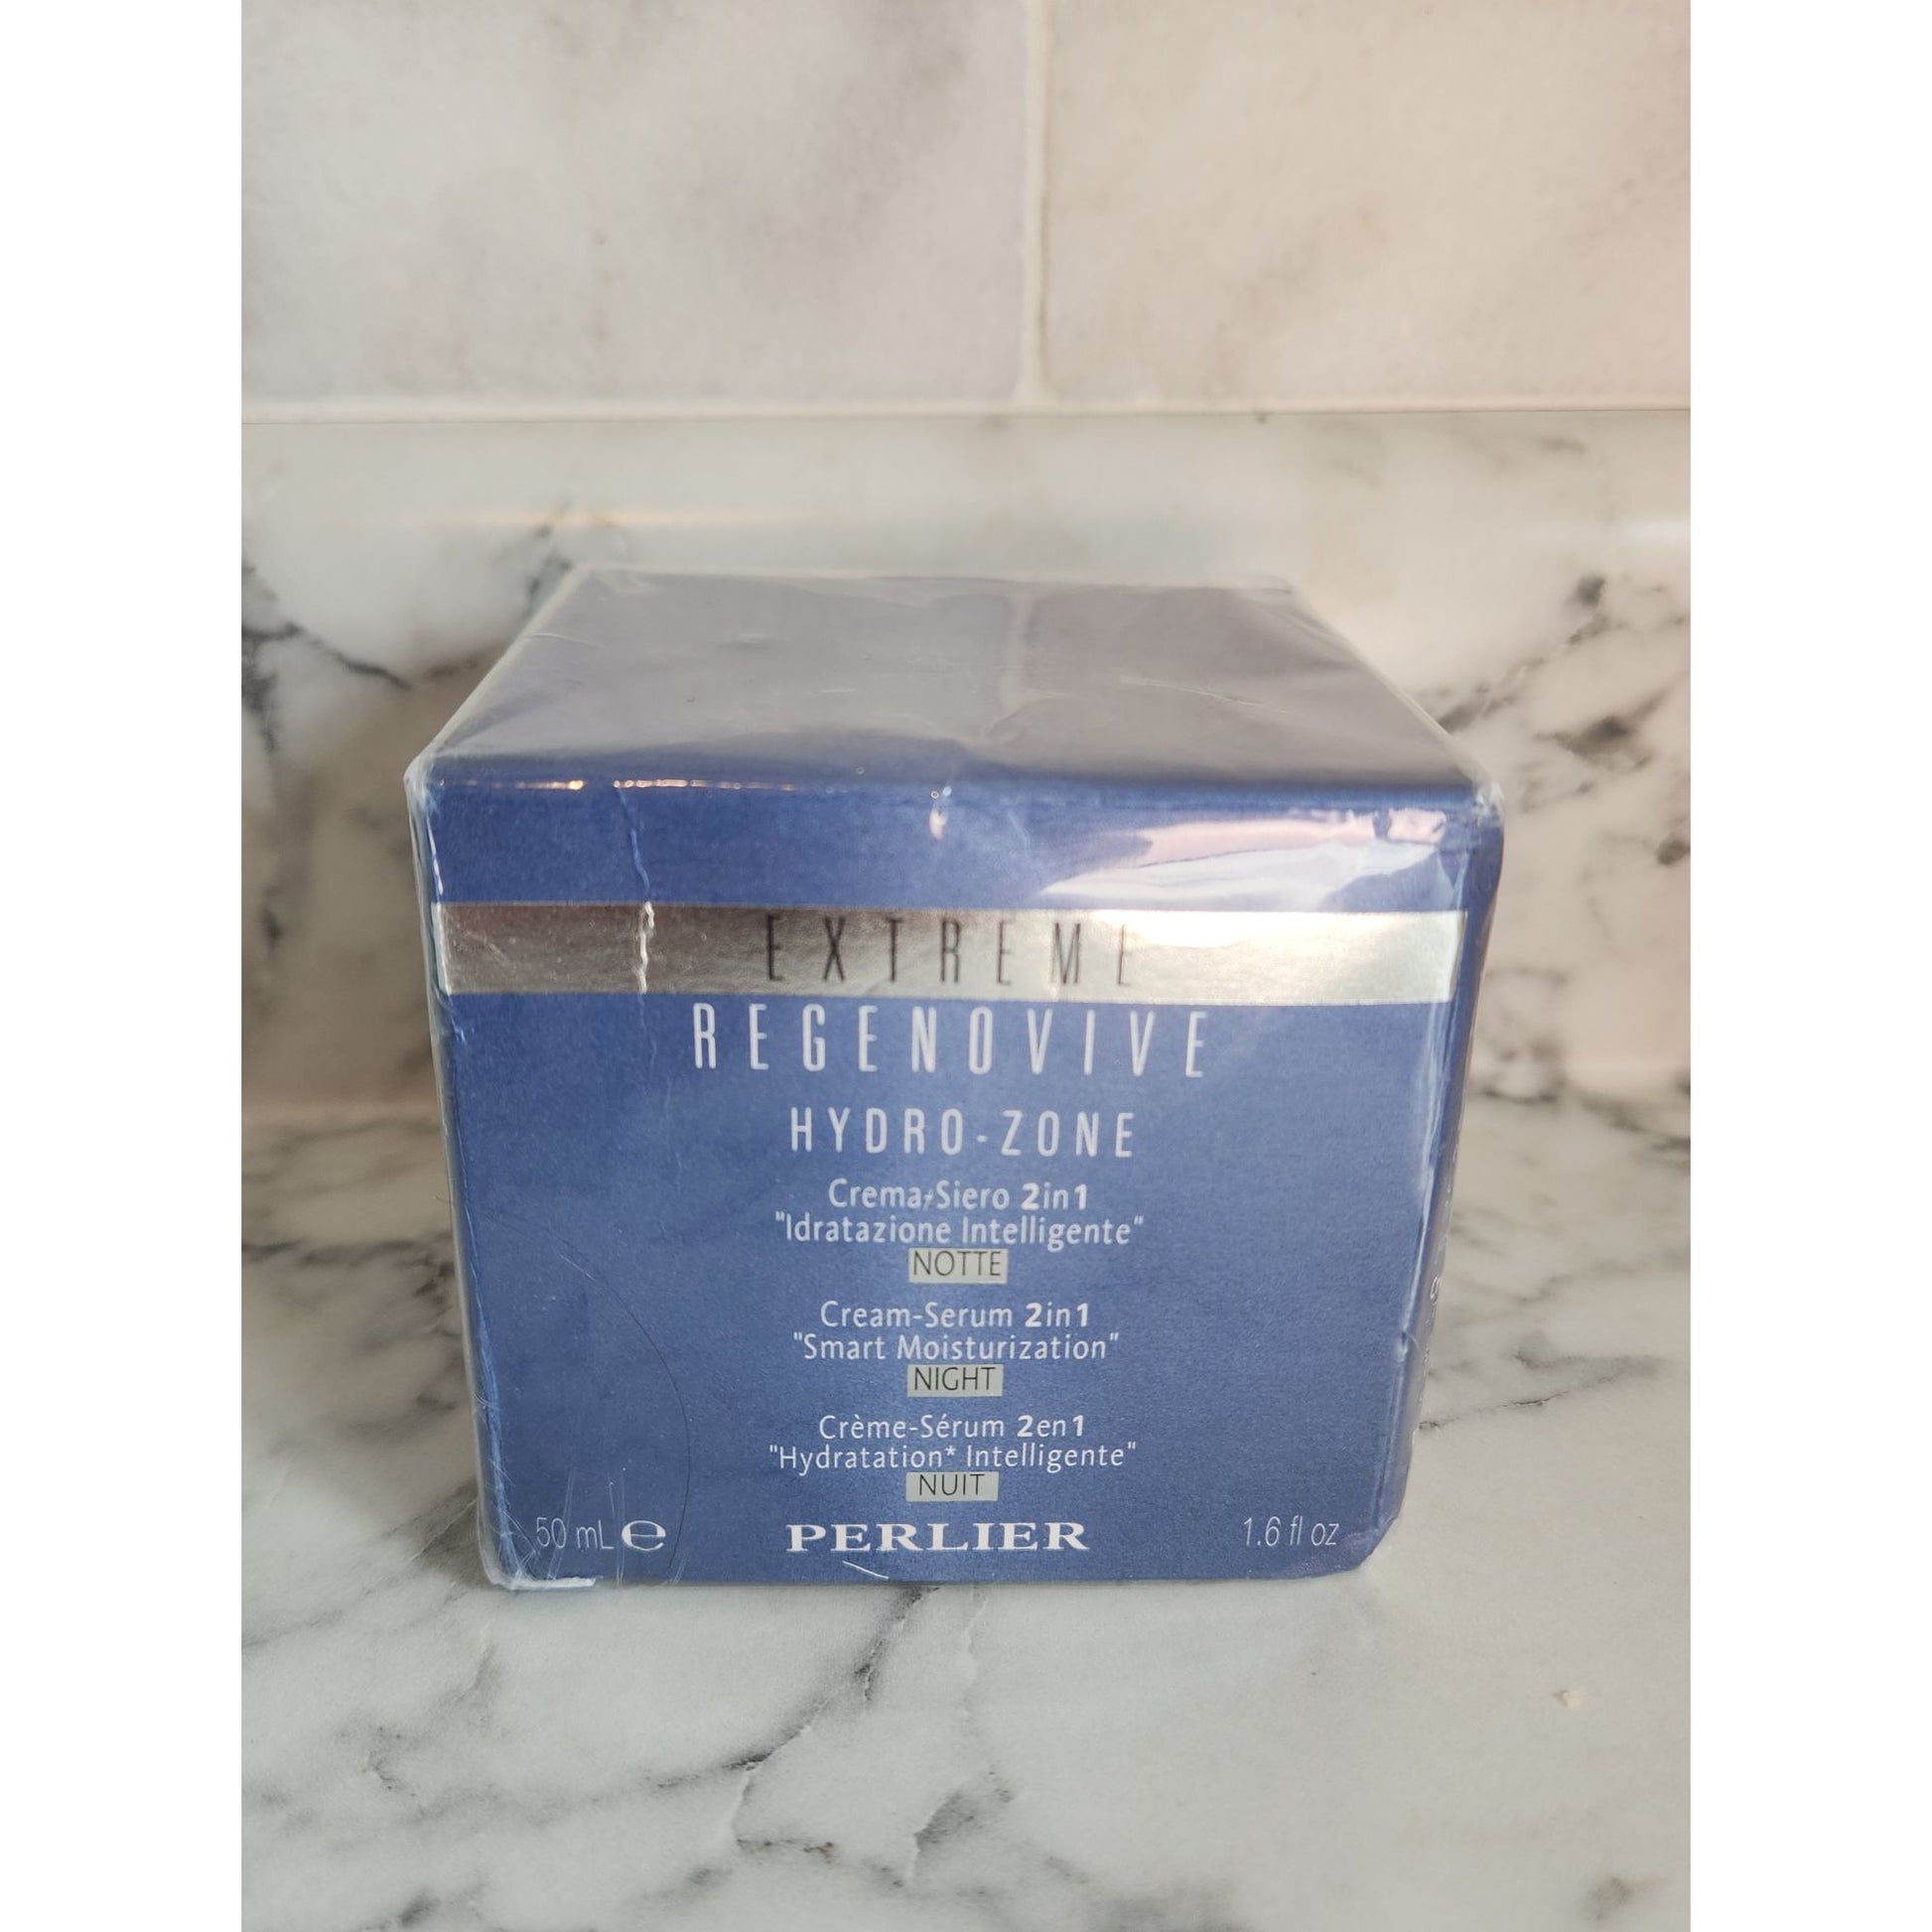 EXTREME
REGENOVIVE
HYDRO-ZONE
Crema-Siero 2in1
"Idratazione Intelligente"
NOTTE
Cream-Serum 2in1
"Smart Moisturization"
NIGHT
Crème-Sérum 2en1
"Hydratation* Intelligente"
NUIT
50 mL e PERLIER 1.6 fl oz